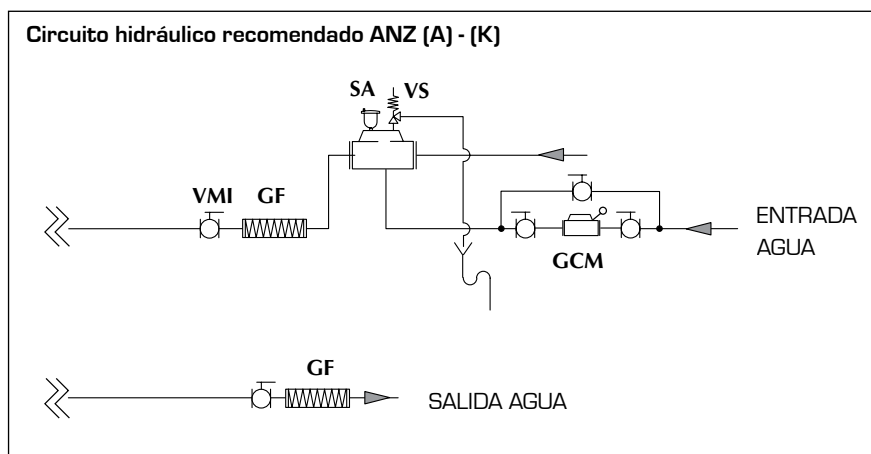 Circuito hidráulico recomendado ANZ (A) - (K)
SA VS
VMI GF
ENTRADA
AGUA
GCM
GF
SALIDA AGUA